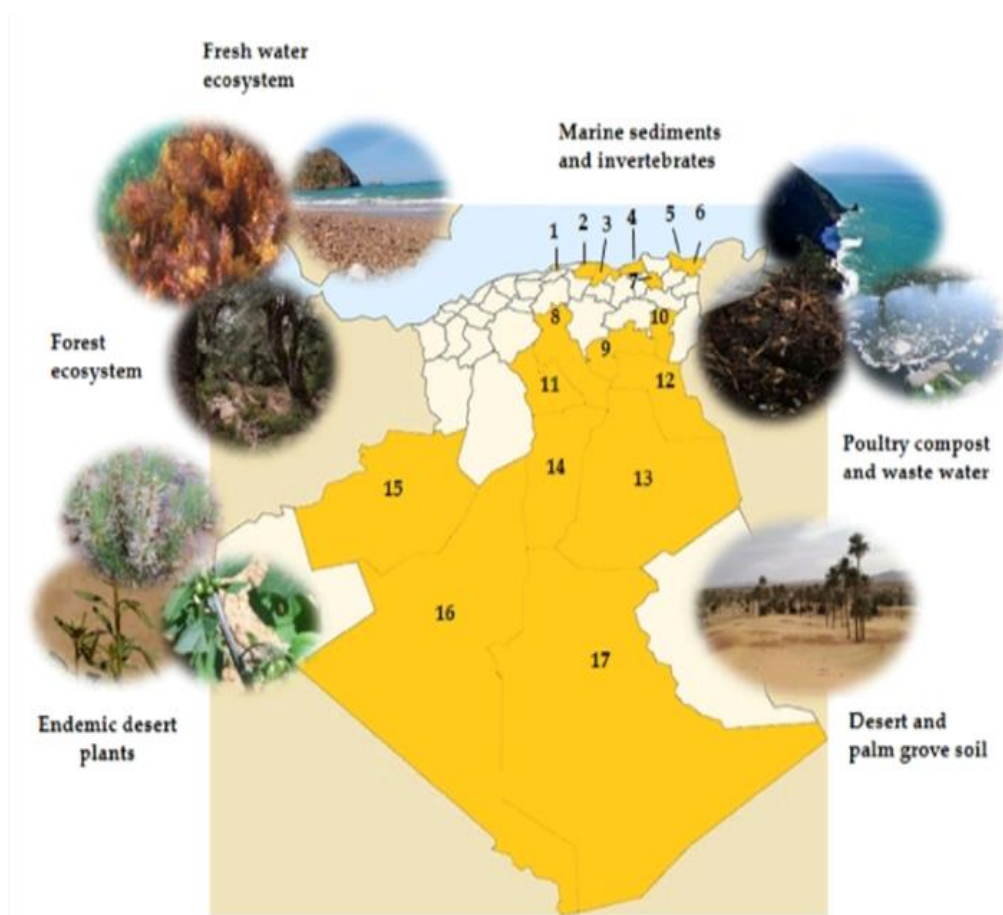 Fresh water
ecosystem
Marine sediments
and invertebrates
1 2 3 4 5 6
7
8
9
10
Forest
ecosystem
11
12
Poultry compost
and waste water
13
14
15
16
17
Endemic desert
plants
Desert and
palm grove soil